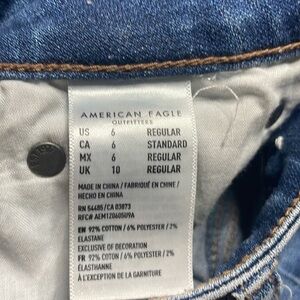 AMERICAN EAGLE
OUTFITTERS
US 6 REGULAR
CA 6 STANDARD
MX 6 REGULAR
UK 10 REGULAR
MADE IN CHINA / FABRIQUÉ EN CHINE /
HECHO EN CHINA
RN 54485/CA 03873
RFC# AEM1206050U9A
EN 92% COTTON / 6% POLYESTER / 2%
ELASTANE
EXCLUSIVE OF DECORATION
FR 92% COTON / 6% POLYESTER / 2%
ÉLASTHANNE
À L'EXCEPTION DE LA GARNITURE